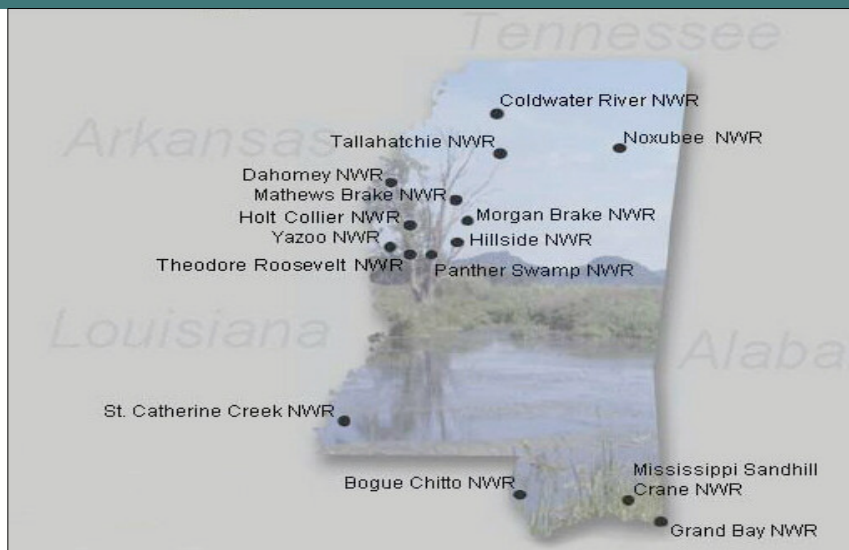 Tennessee
Coldwater River NWR
Arkansas
Tallahatchie NWR
Noxubee NWR
Dahomey NWR
Mathews Brake NWR
Holt Collier NWR
Morgan Brake NWR
Yazoo NWR
Hillside NWR
Theodore Roosevelt NWR
Panther Swamp NWR
Louisiana
Alaba
St. Catherine Creek NWR
Bogue Chitto NWR
Mississippi Sandhill
Crane NWR
Grand Bay NWR